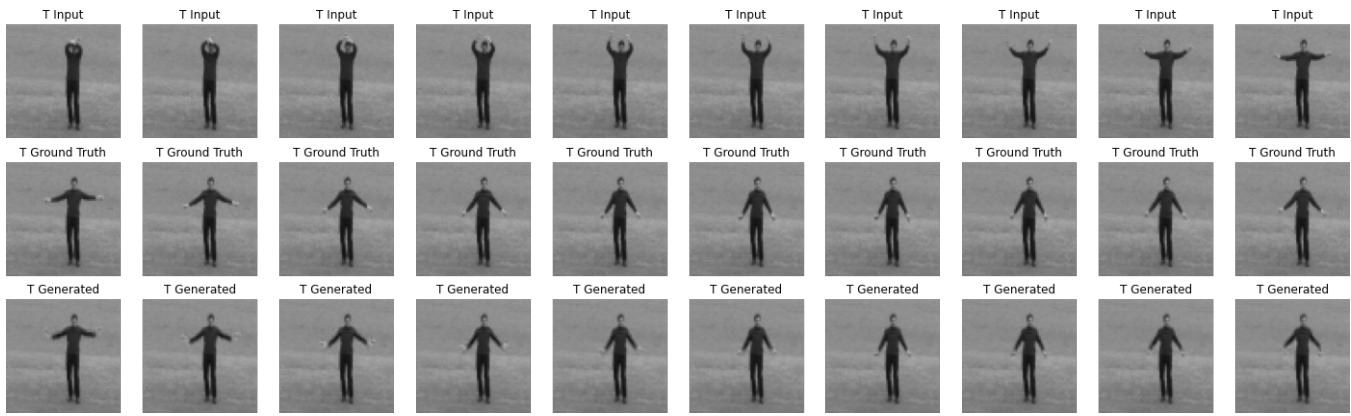 T Input T Input T Input T Input T Input T Input T Input T Input T Input T Input
T Ground Truth T Ground Truth T Ground Truth T Ground Truth T Ground Truth T Ground Truth T Ground Truth T Ground Truth T Ground Truth T Ground Truth
T Generated T Generated T Generated T Generated T Generated T Generated T Generated T Generated T Generated T Generated